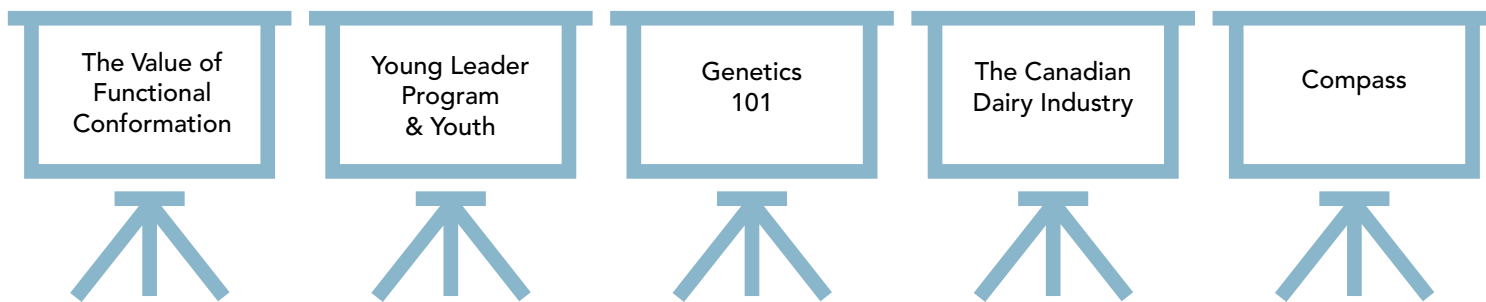 The Value of
Functional
Conformation
Young Leader
Program
& Youth
Genetics
101
The Canadian
Dairy Industry
Compass